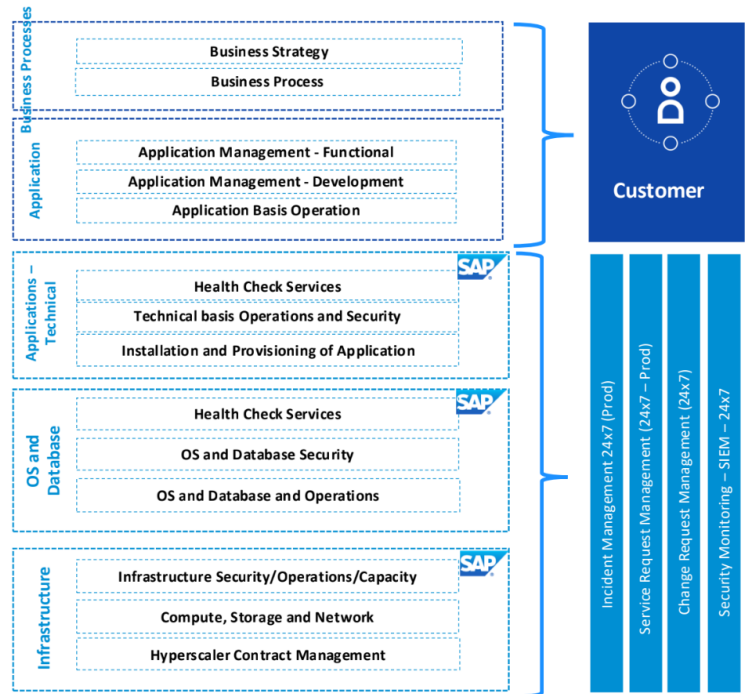 Business Processes
Business Strategy
Business Process
Application
Application Management - Functional
Application Management - Development
Application Basis Operation
Do
Customer
Applications –
Technical
SAP
Health Check Services
Technical basis Operations and Security
Installation and Provisioning of Application
OS and
Database
SAP
Health Check Services
OS and Database Security
OS and Database and Operations
Infrastructure
SAP
Infrastructure Security/Operations/Capacity
Compute, Storage and Network
Hyperscaler Contract Management
Incident Management 24x7 (Prod)
Service Request Management (24x7 – Prod)
Change Request Management (24x7)
Security Monitoring – SIEM – 24x7